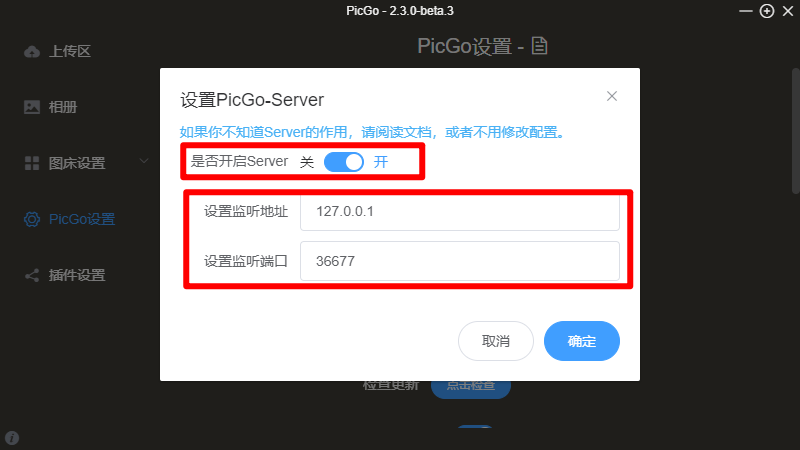 PicGo - 2.3.0-beta.3
上传区
PicGo设置 -
相册
图床设置
PicGo设置
插件设置
设置PicGo-Server
如果你不知道Server的作用，请阅读文档，或者不用修改配置。
是否开启Server 关 开
设置监听地址 127.0.0.1
设置监听端口 36677
取消 确定
检查更新 点击检查